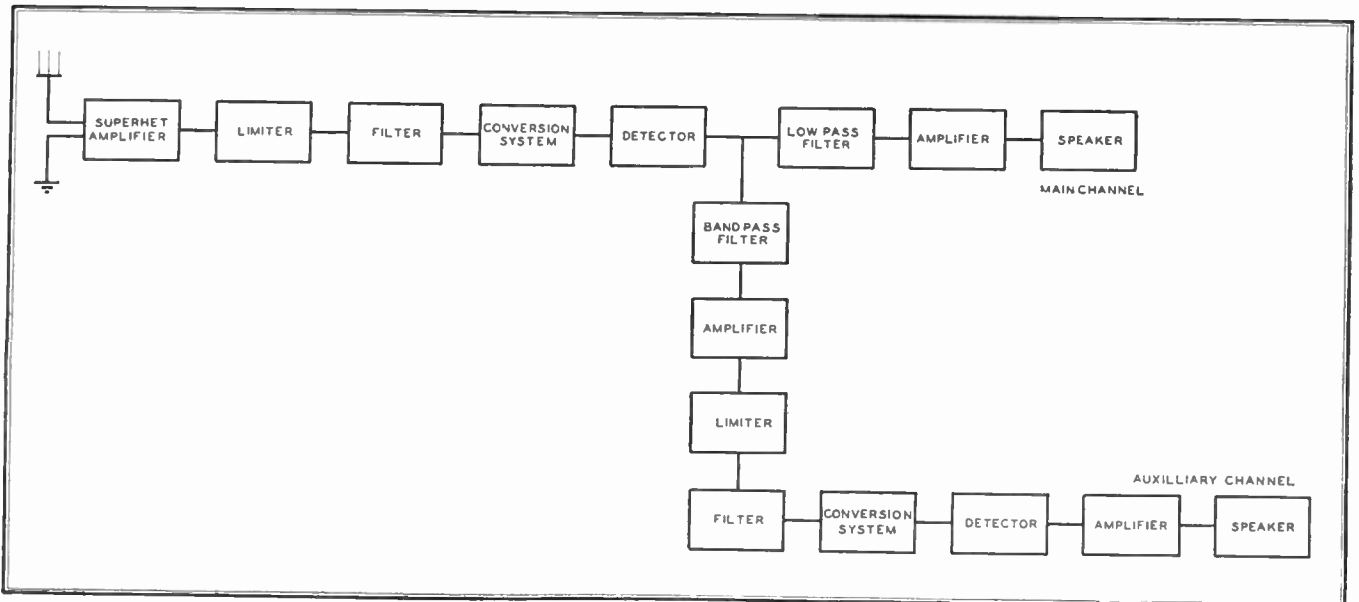 SUPERHET
AMPLIFIER
LIMITER
FILTER
CONVERSION
SYSTEM
DETECTOR
LOW PASS
FILTER
AMPLIFIER
SPEAKER
MAIN CHANNEL
BAND PASS
FILTER
AMPLIFIER
LIMITER
FILTER
CONVERSION
SYSTEM
DETECTOR
AMPLIFIER
SPEAKER
AUXILLIARY CHANNEL